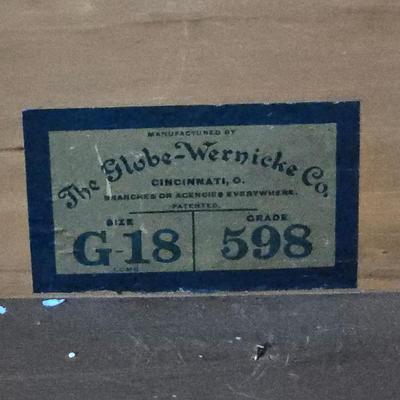 MANUFACTURED BY
The Globe-Wernicke Co.
CINCINNATI, O.
BRANCHES OR AGENCIES EVERYWHERE.
PATENTED.
SIZE GRADE
G-18 598